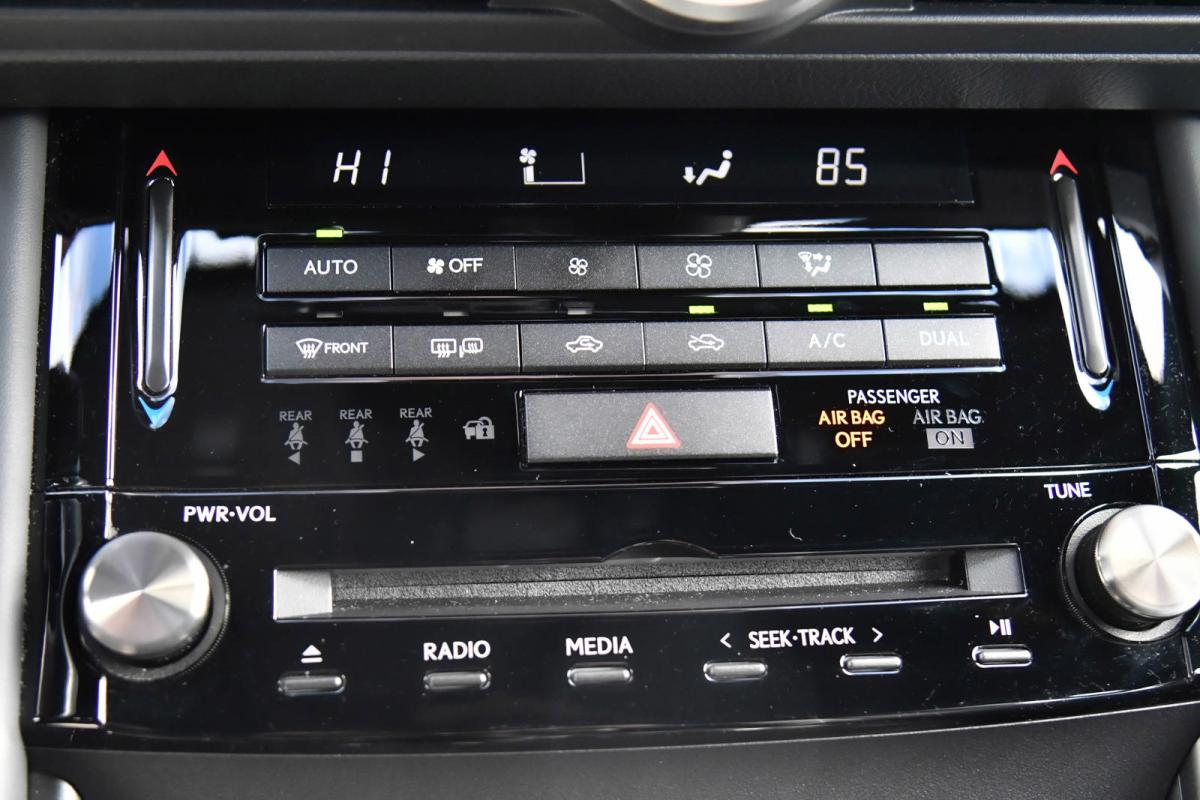 HI
85
AUTO
OFF
FRONT
A/C
DUAL
REAR
REAR
REAR
PASSENGER
AIR BAG
OFF
AIR BAG
ON
PWR·VOL
TUNE
RADIO
MEDIA
< SEEK·TRACK >